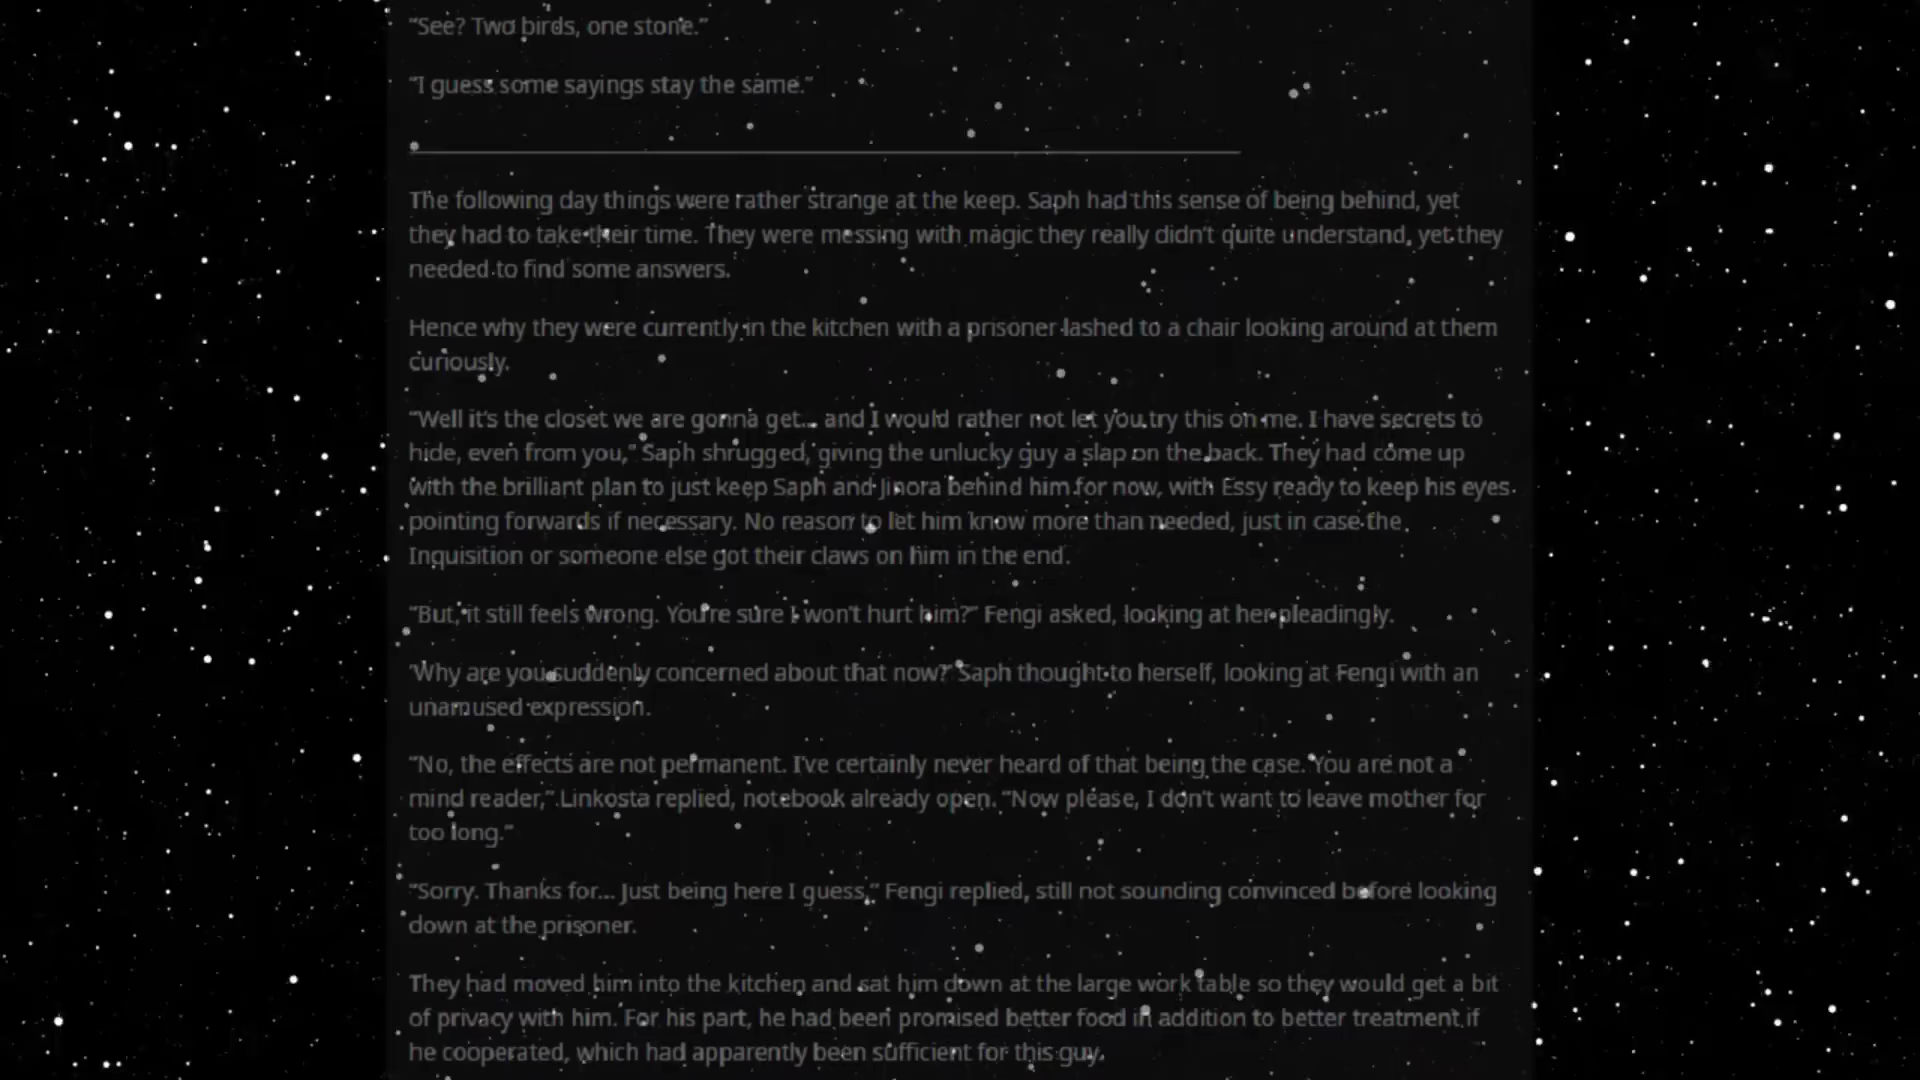 “See? Two birds, one stone.”
“I guess some sayings stay the same.”
The following day things were rather strange at the keep. Saph had this sense of being behind, yet
they had to take their time. They were messing with magic they really didn’t quite understand, yet they
needed to find some answers.
Hence why they were currently in the kitchen with a prisoner lashed to a chair looking around at them
curiously.
“Well it’s the closet we are gonna get… and I would rather not let you try this on me. I have secrets to
hide, even from you,” Saph shrugged, giving the unlucky guy a slap on the back. They had come up
with the brilliant plan to just keep Saph and Jinora behind him for now, with Essy ready to keep his eyes
pointing forwards if necessary. No reason to let him know more than needed, just in case the
Inquisition or someone else got their claws on him in the end.
“But, it still feels wrong. You’re sure I won’t hurt him?” Fengi asked, looking at her pleadingly.
‘Why are you suddenly concerned about that now?’ Saph thought to herself, looking at Fengi with an
unamused expression.
“No, the effects are not permanent. I’ve certainly never heard of that being the case. You are not a
mind reader,” Linkosta replied, notebook already open. “Now please, I don’t want to leave mother for
too long.”
“Sorry. Thanks for… Just being here I guess,” Fengi replied, still not sounding convinced before looking
down at the prisoner.
They had moved him into the kitchen and sat him down at the large work table so they would get a bit
of privacy with him. For his part, he had been promised better food in addition to better treatment if
he cooperated, which had apparently been sufficient for this guy.